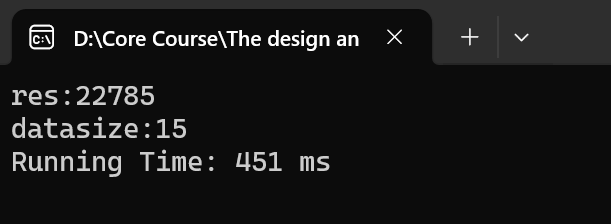 D:\Core Course\The design an
res:22785
datasize:15
Running Time: 451 ms